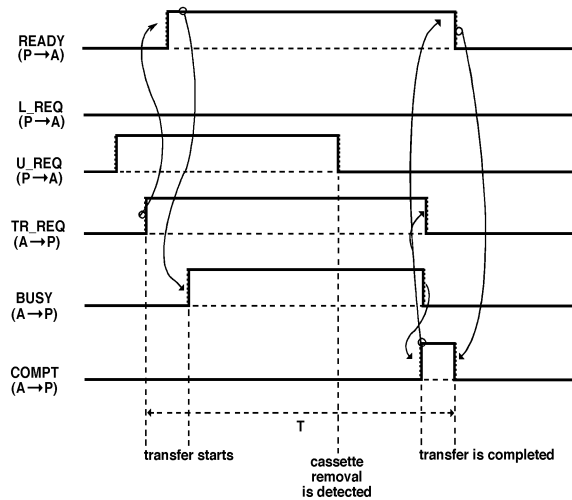 READY
(P→A)
L_REQ
(P→A)
U_REQ
(P→A)
TR_REQ
(A→P)
BUSY
(A→P)
COMPT
(A→P)
T
transfer starts
cassette
removal
is detected
transfer is completed